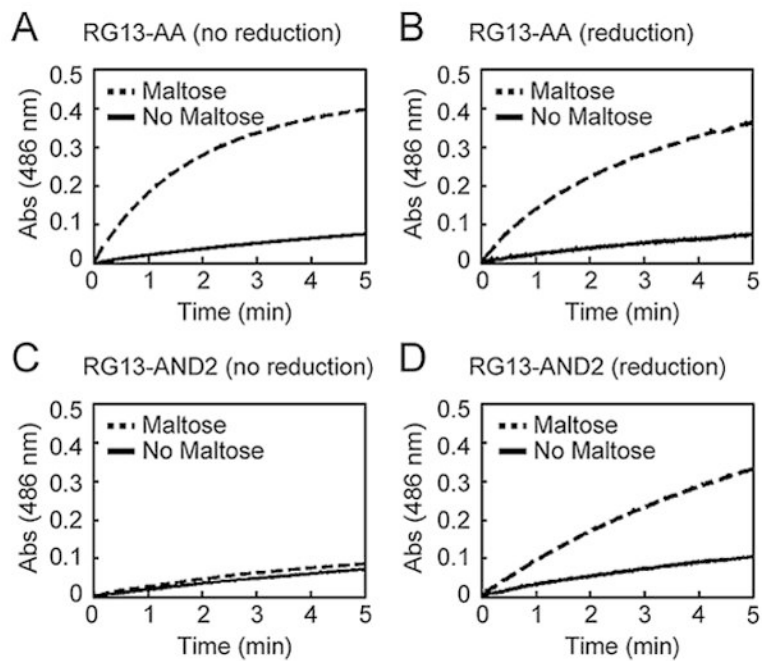 A RG13-AA (no reduction)
0.5
0.4
0.3
0.2
0.1
0
Abs (486 nm)
Maltose
No Maltose
0 1 2 3 4 5
Time (min)
B RG13-AA (reduction)
0.5
0.4
0.3
0.2
0.1
0
Abs (486 nm)
Maltose
No Maltose
0 1 2 3 4 5
Time (min)
C RG13-AND2 (no reduction)
0.5
0.4
0.3
0.2
0.1
0
Abs (486 nm)
Maltose
No Maltose
0 1 2 3 4 5
Time (min)
D RG13-AND2 (reduction)
0.5
0.4
0.3
0.2
0.1
0
Abs (486 nm)
Maltose
No Maltose
0 1 2 3 4 5
Time (min)